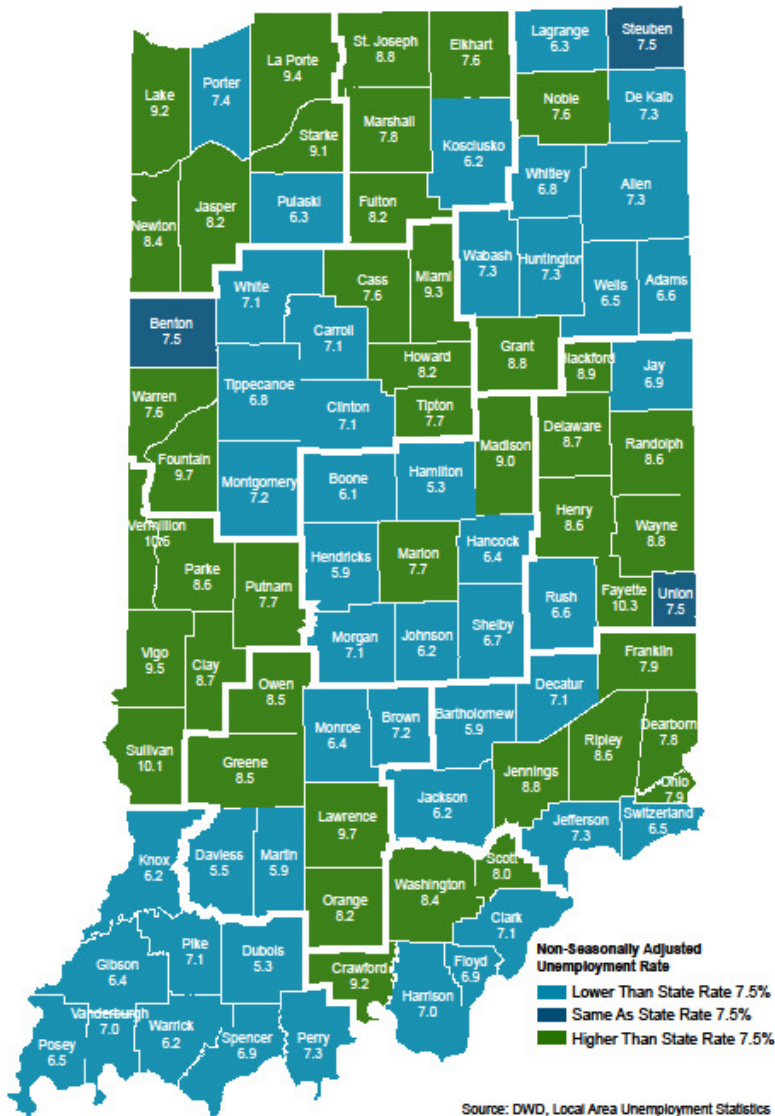 St. Joseph
8.8
Elkhart
7.6
Lagrange
6.3
Steuben
7.5
La Porte
9.4
Porter
7.4
Lake
9.2
Noble
7.6
De Kalb
7.3
Marshall
7.8
Starke
9.1
Kosciusko
6.2
Whitley
6.8
Allen
7.3
Pulaski
6.3
Fulton
8.2
Jasper
8.2
Newton
8.4
Wabash
7.3
Huntington
7.3
Miami
9.3
Cass
7.6
White
7.1
Wells
6.5
Adams
6.6
Benton
7.5
Carroll
7.1
Howard
8.2
Grant
8.8
Blackford
8.9
Jay
6.9
Warren
7.6
Tippecanoe
6.8
Clinton
7.1
Tipton
7.7
Madison
9.0
Delaware
8.7
Randolph
8.6
Fountain
9.7
Montgomery
7.2
Boone
6.1
Hamilton
5.3
Henry
8.6
Wayne
8.8
Vermillion
10.6
Parke
8.6
Putnam
7.7
Hendricks
5.9
Marion
7.7
Hancock
6.4
Rush
6.6
Fayette
10.3
Union
7.5
Vigo
9.5
Clay
8.7
Morgan
7.1
Johnson
6.2
Shelby
6.7
Franklin
7.9
Owen
8.5
Monroe
6.4
Brown
7.2
Bartholomew
5.9
Decatur
7.1
Dearborn
7.8
Sullivan
10.1
Greene
8.5
Ripley
8.6
Jennings
8.8
Ohio
7.9
Jackson
6.2
Lawrence
9.7
Jefferson
7.3
Switzerland
6.5
Knox
6.2
Daviess
5.5
Martin
5.9
Orange
8.2
Washington
8.4
Scott
8.0
Clark
7.1
Pike
7.1
Dubois
5.3
Gibson
6.4
Crawford
9.2
Floyd
6.9
Harrison
7.0
Vanderburgh
7.0
Warrick
6.2
Posey
6.5
Spencer
6.9
Perry
7.3
Non-Seasonally Adjusted
Unemployment Rate
Lower Than State Rate 7.5%
Same As State Rate 7.5%
Higher Than State Rate 7.5%
Source: DWD, Local Area Unemployment Statistics